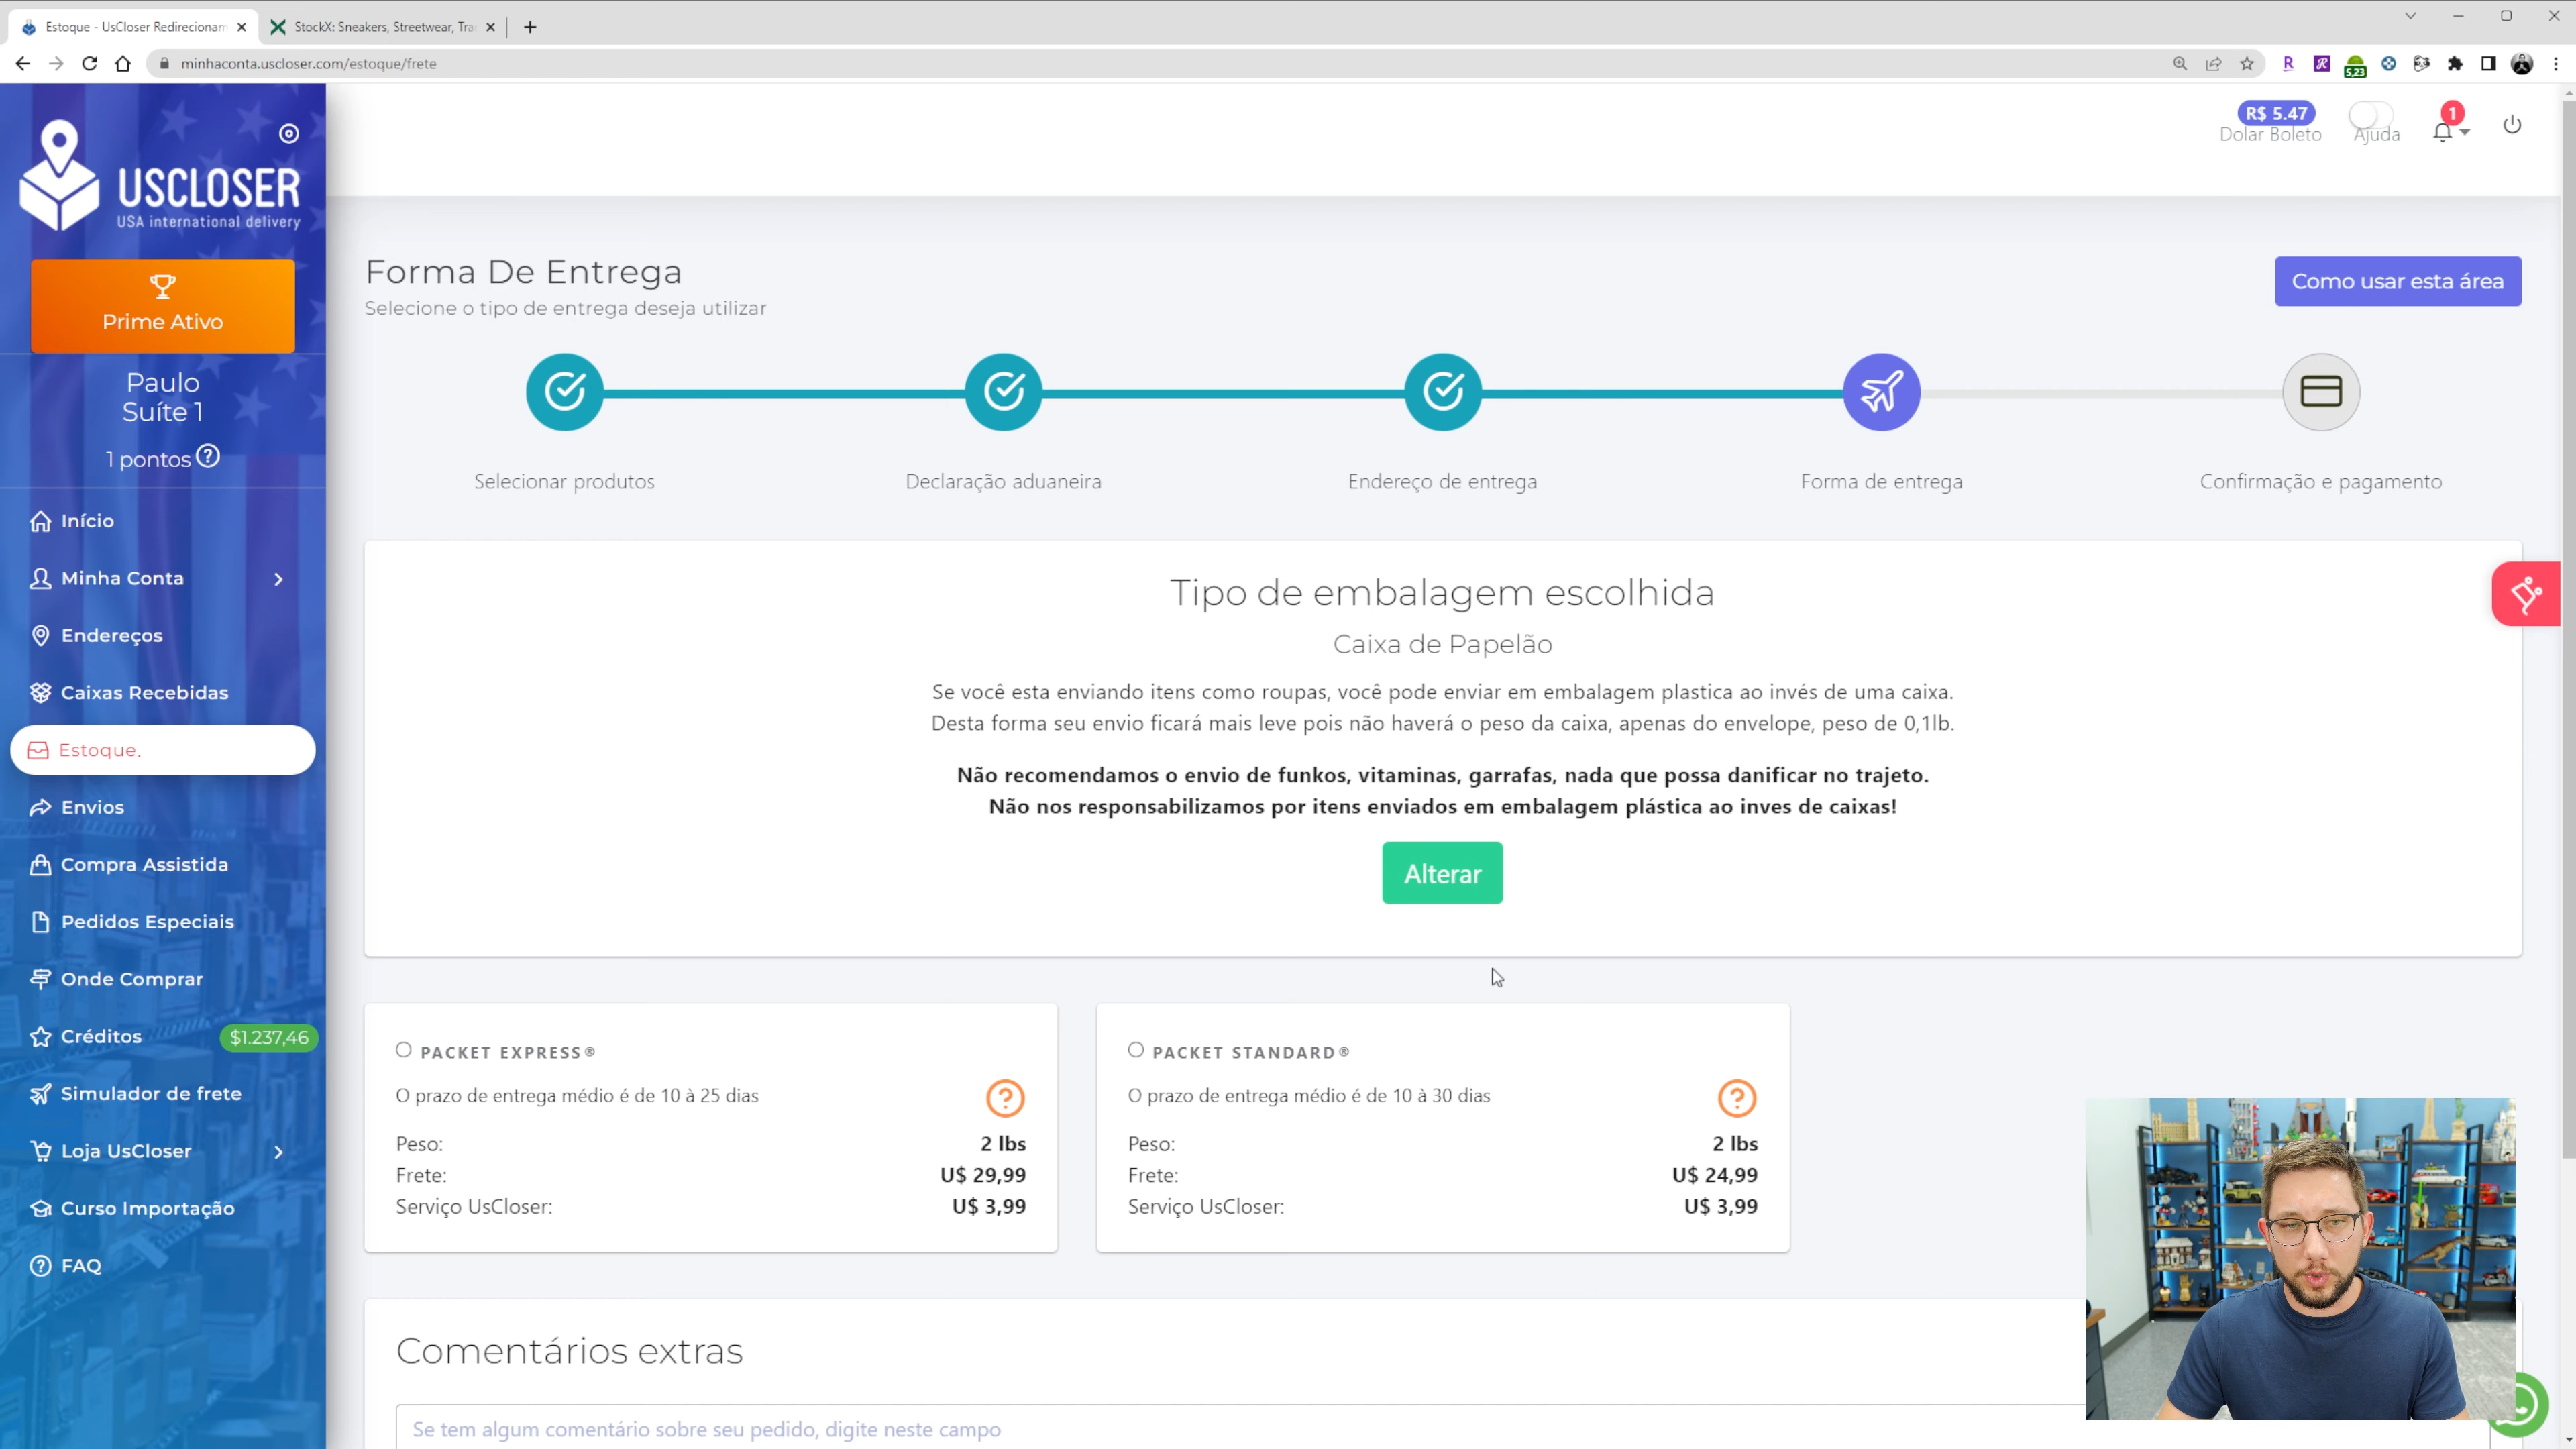 Estoque - UsCloser Redirecionam
StockX: Sneakers, Streetwear, Tra
minhaconta.uscloser.com/estoque/frete
5,23
USCLOSER
USA international delivery
Prime Ativo
Paulo
Suíte 1
1 pontos
Início
Minha Conta
Endereços
Caixas Recebidas
Estoque.
Envios
Compra Assistida
Pedidos Especiais
Onde Comprar
Créditos $1.237,46
Simulador de frete
Loja UsCloser
Curso Importação
FAQ
R$ 5.47
Dolar Boleto
Ajuda
1
Forma De Entrega
Selecione o tipo de entrega deseja utilizar
Como usar esta área
Selecionar produtos
Declaração aduaneira
Endereço de entrega
Forma de entrega
Confirmação e pagamento
Tipo de embalagem escolhida
Caixa de Papelão
Se você esta enviando itens como roupas, você pode enviar em embalagem plastica ao invés de uma caixa.
Desta forma seu envio ficará mais leve pois não haverá o peso da caixa, apenas do envelope, peso de 0,1lb.
Não recomendamos o envio de funkos, vitaminas, garrafas, nada que possa danificar no trajeto.
Não nos responsabilizamos por itens enviados em embalagem plástica ao inves de caixas!
Alterar
PACKET EXPRESS®
O prazo de entrega médio é de 10 à 25 dias
Peso: 2 lbs
Frete: U$ 29,99
Serviço UsCloser: U$ 3,99
PACKET STANDARD®
O prazo de entrega médio é de 10 à 30 dias
Peso: 2 lbs
Frete: U$ 24,99
Serviço UsCloser: U$ 3,99
Comentários extras
Se tem algum comentário sobre seu pedido, digite neste campo